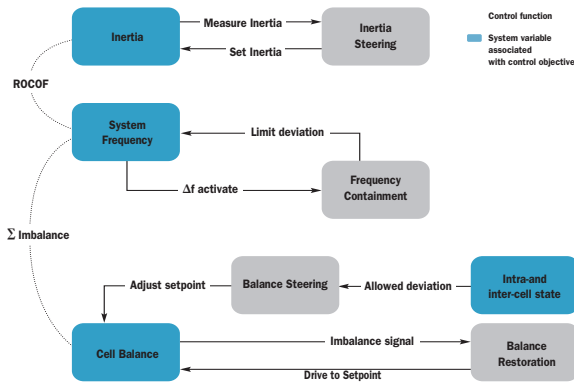 Control function
System variable
associated
with control objective
Inertia
Measure Inertia
Set Inertia
Inertia
Steering
ROCOF
System
Frequency
Limit deviation
Δf activate
Frequency
Containment
Σ Imbalance
Adjust setpoint
Balance Steering
Allowed deviation
Intra-and
inter-cell state
Cell Balance
Imbalance signal
Drive to Setpoint
Balance
Restoration